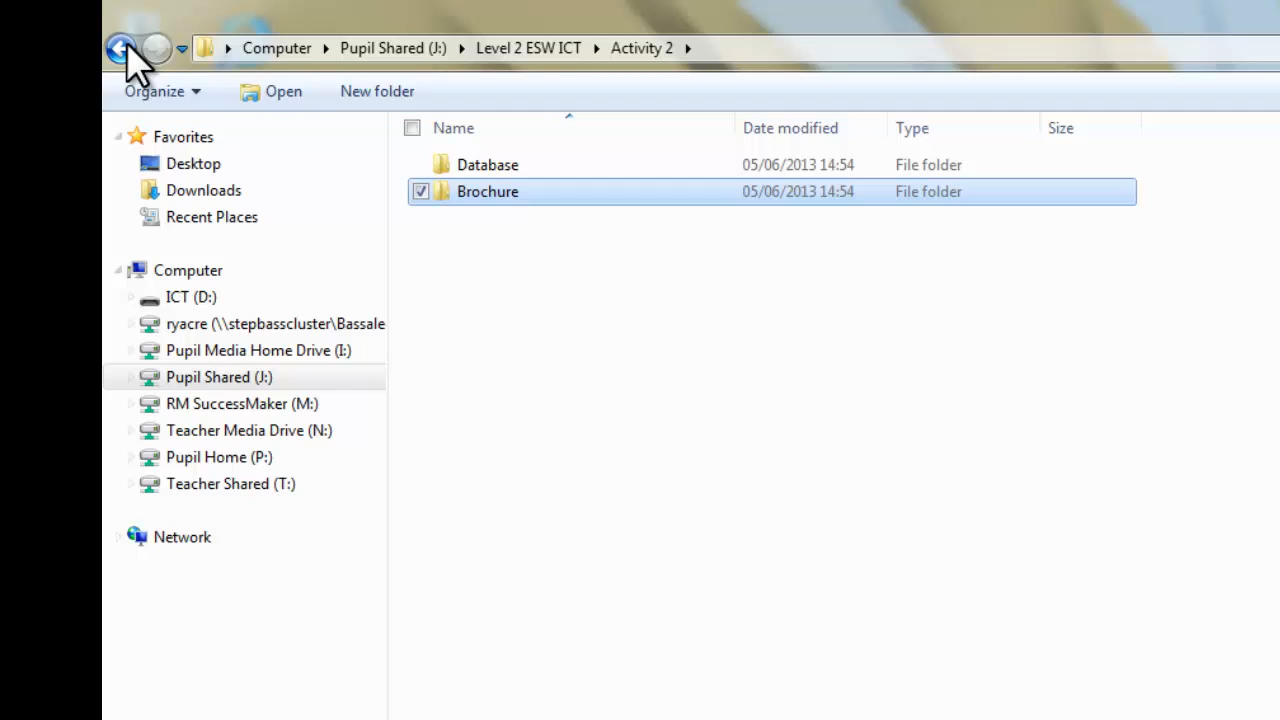 Computer Pupil Shared (J:) Level 2 ESW ICT Activity 2
Organize Open New folder
Name Date modified Type Size
Favorites
Desktop
Downloads
Recent Places
Computer
ICT (D:)
ryacre (\\stepbasscluster\Bassale
Pupil Media Home Drive (I:)
Pupil Shared (J:)
RM SuccessMaker (M:)
Teacher Media Drive (N:)
Pupil Home (P:)
Teacher Shared (T:)
Network
Database 05/06/2013 14:54 File folder
Brochure 05/06/2013 14:54 File folder